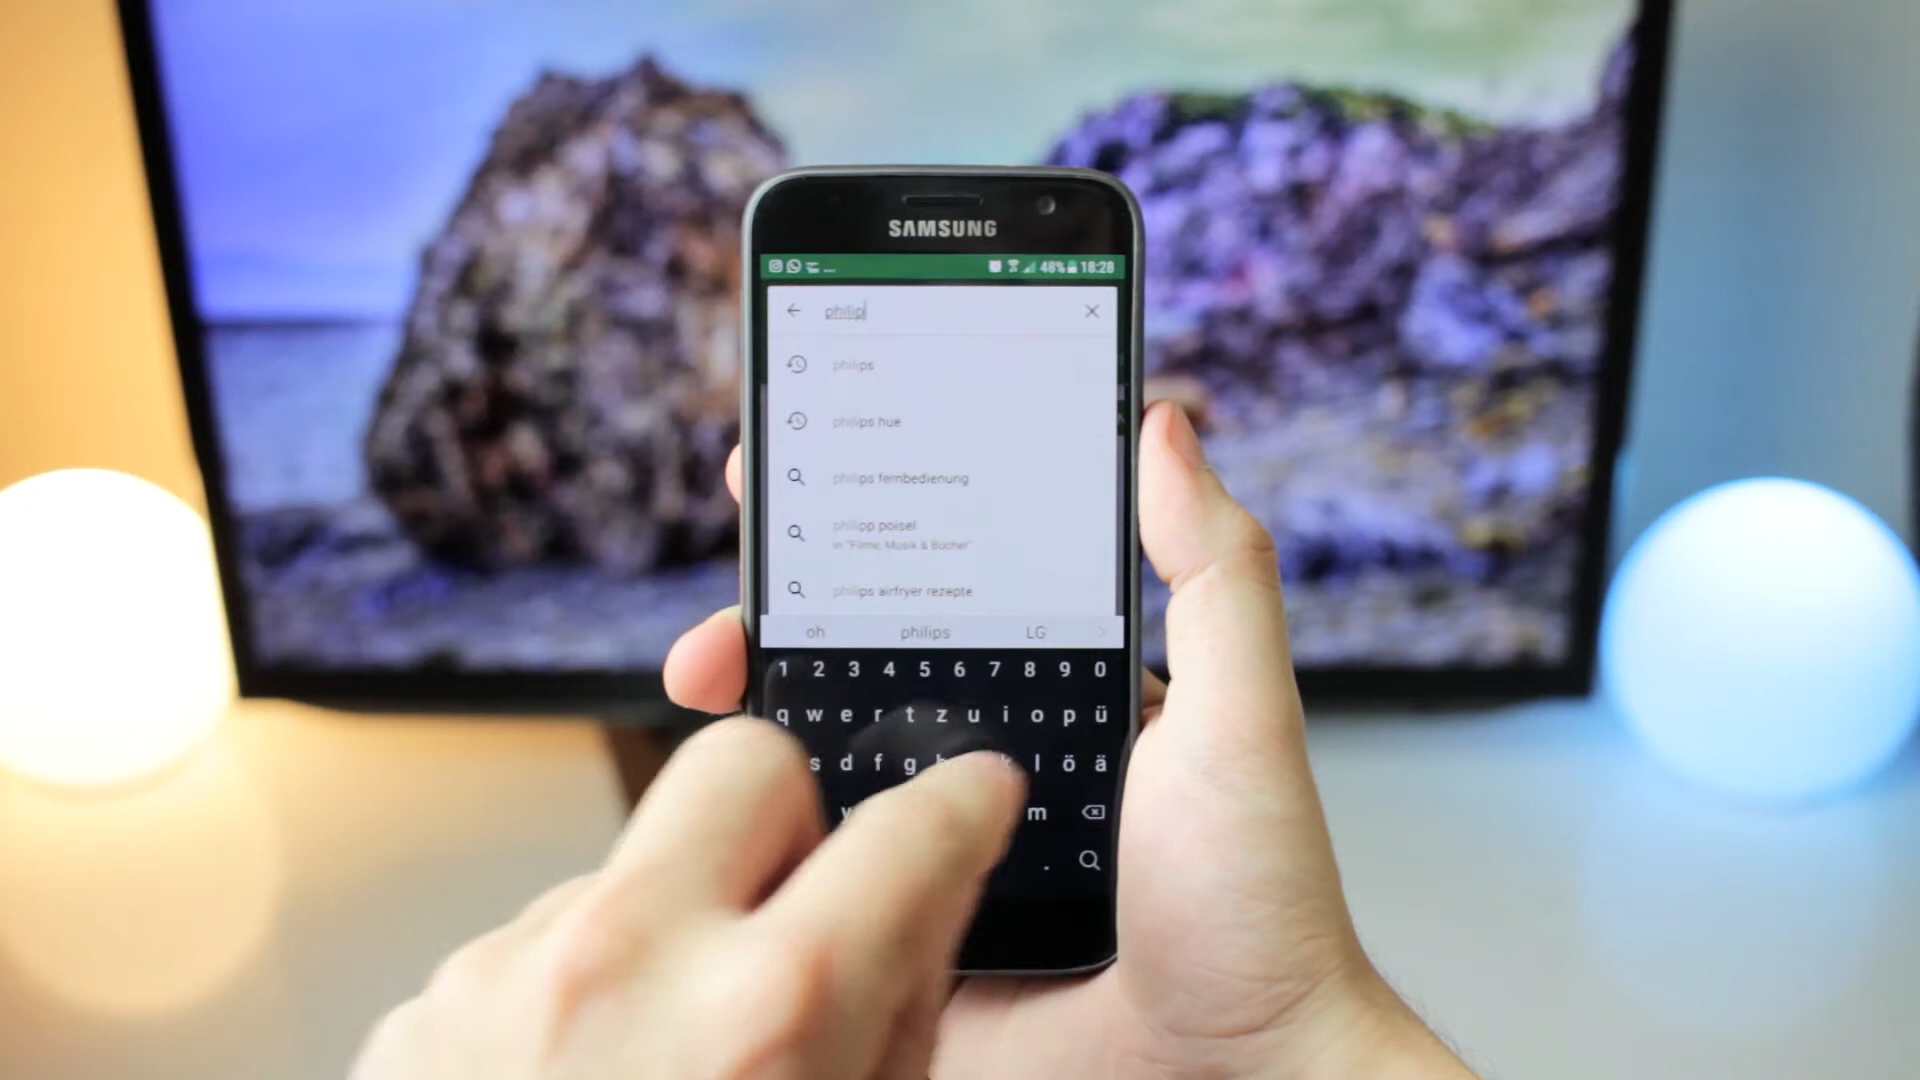 SAMSUNG
48% 18:28
philip
philips
philips hue
philips fernbedienung
philipp poisel
in "Filme, Musik & Bücher"
philips airfryer rezepte
oh philips LG
1 2 3 4 5 6 7 8 9 0
q w e r t z u i o p ü
s d f g h k l ö ä
y m
.